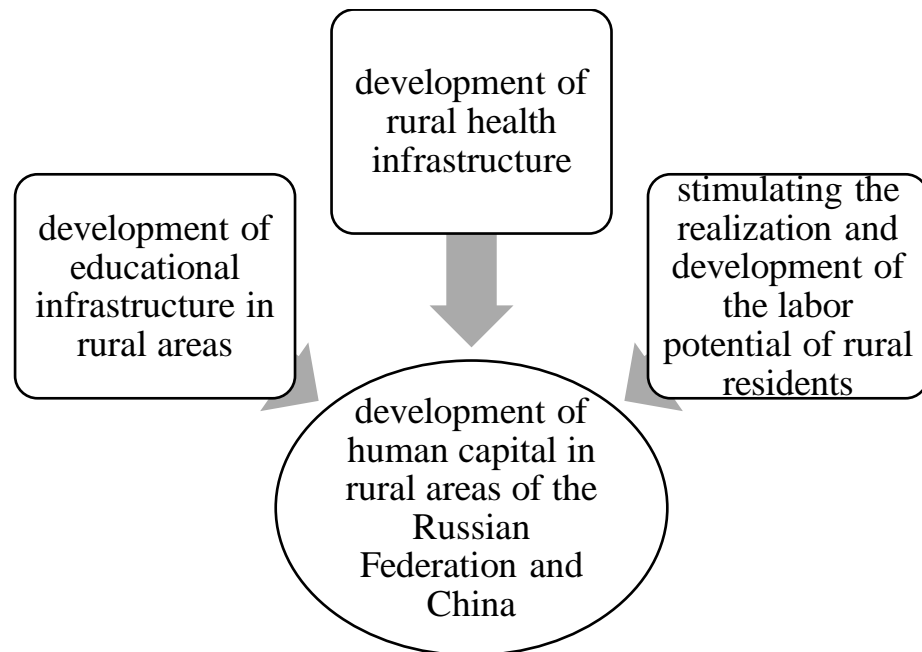 development of
rural health
infrastructure
development of
educational
infrastructure in
rural areas
stimulating the
realization and
development of
the labor
potential of rural
residents
development of
human capital in
rural areas of the
Russian
Federation and
China